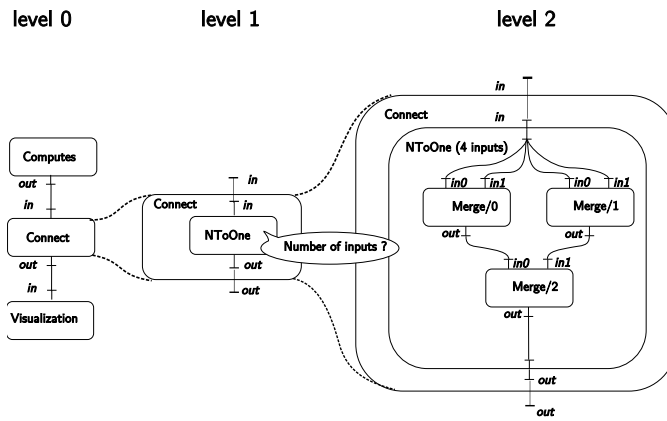 level 0
level 1
level 2
Computes
out
in
Connect
out
in
Visualization
in
Connect
in
NToOne
Number of inputs ?
out
out
in
Connect
in
NToOne (4 inputs)
in0 in1 in0 in1
Merge/0 Merge/1
out out
in0 in1
Merge/2
out
out
out